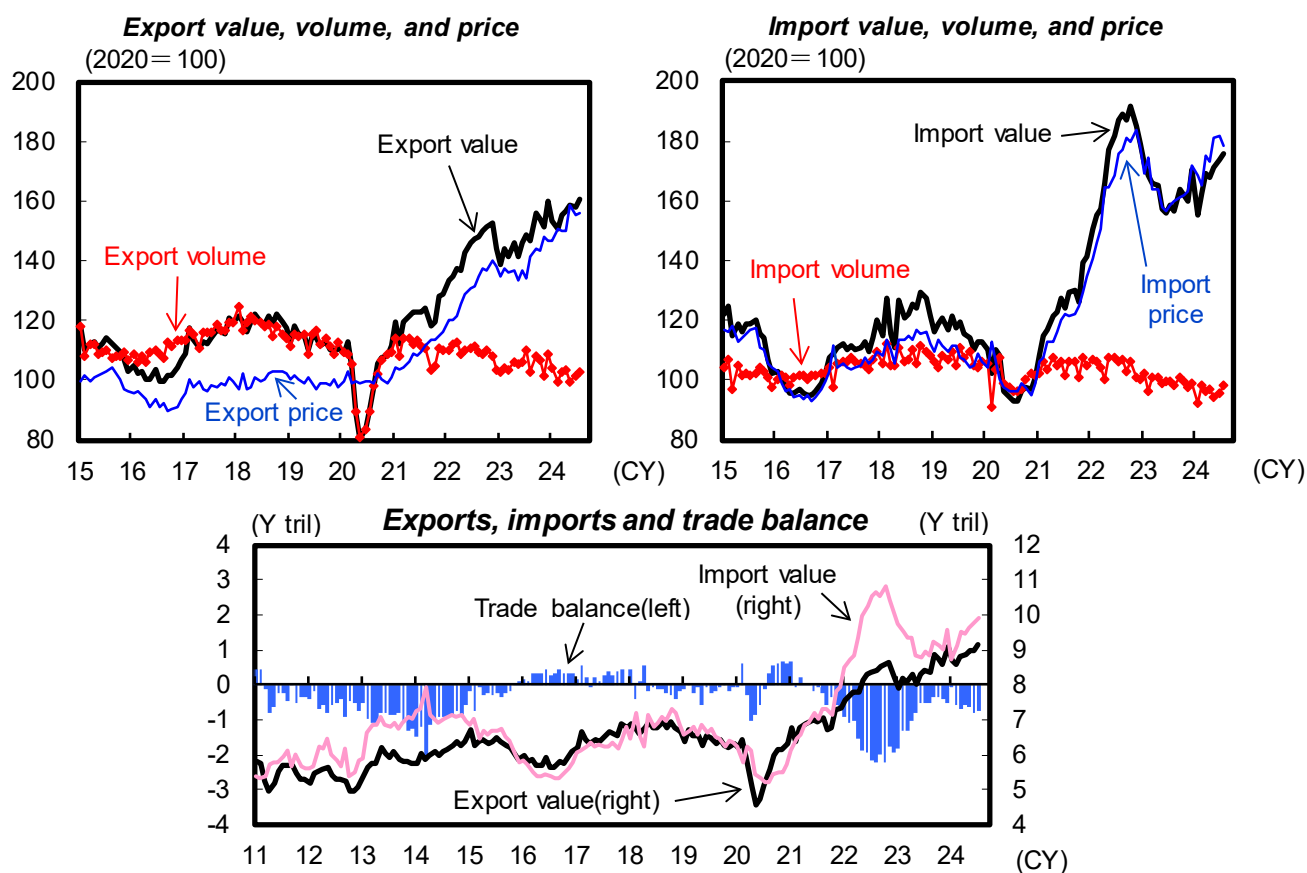 Export value, volume, and price
(2020＝100)
200
180
160
140
120
100
80
Export value
Export volume
Export price
15 16 17 18 19 20 21 22 23 24 (CY)
Import value, volume, and price
(2020＝100)
200
180
160
140
120
100
80
Import value
Import volume
Import
price
15 16 17 18 19 20 21 22 23 24 (CY)
Exports, imports and trade balance
(Y tril)
(Y tril)
4
3
2
1
0
-1
-2
-3
-4
12
11
10
9
8
7
6
5
4
Import value
(right)
Trade balance(left)
Export value(right)
11 12 13 14 15 16 17 18 19 20 21 22 23 24 (CY)